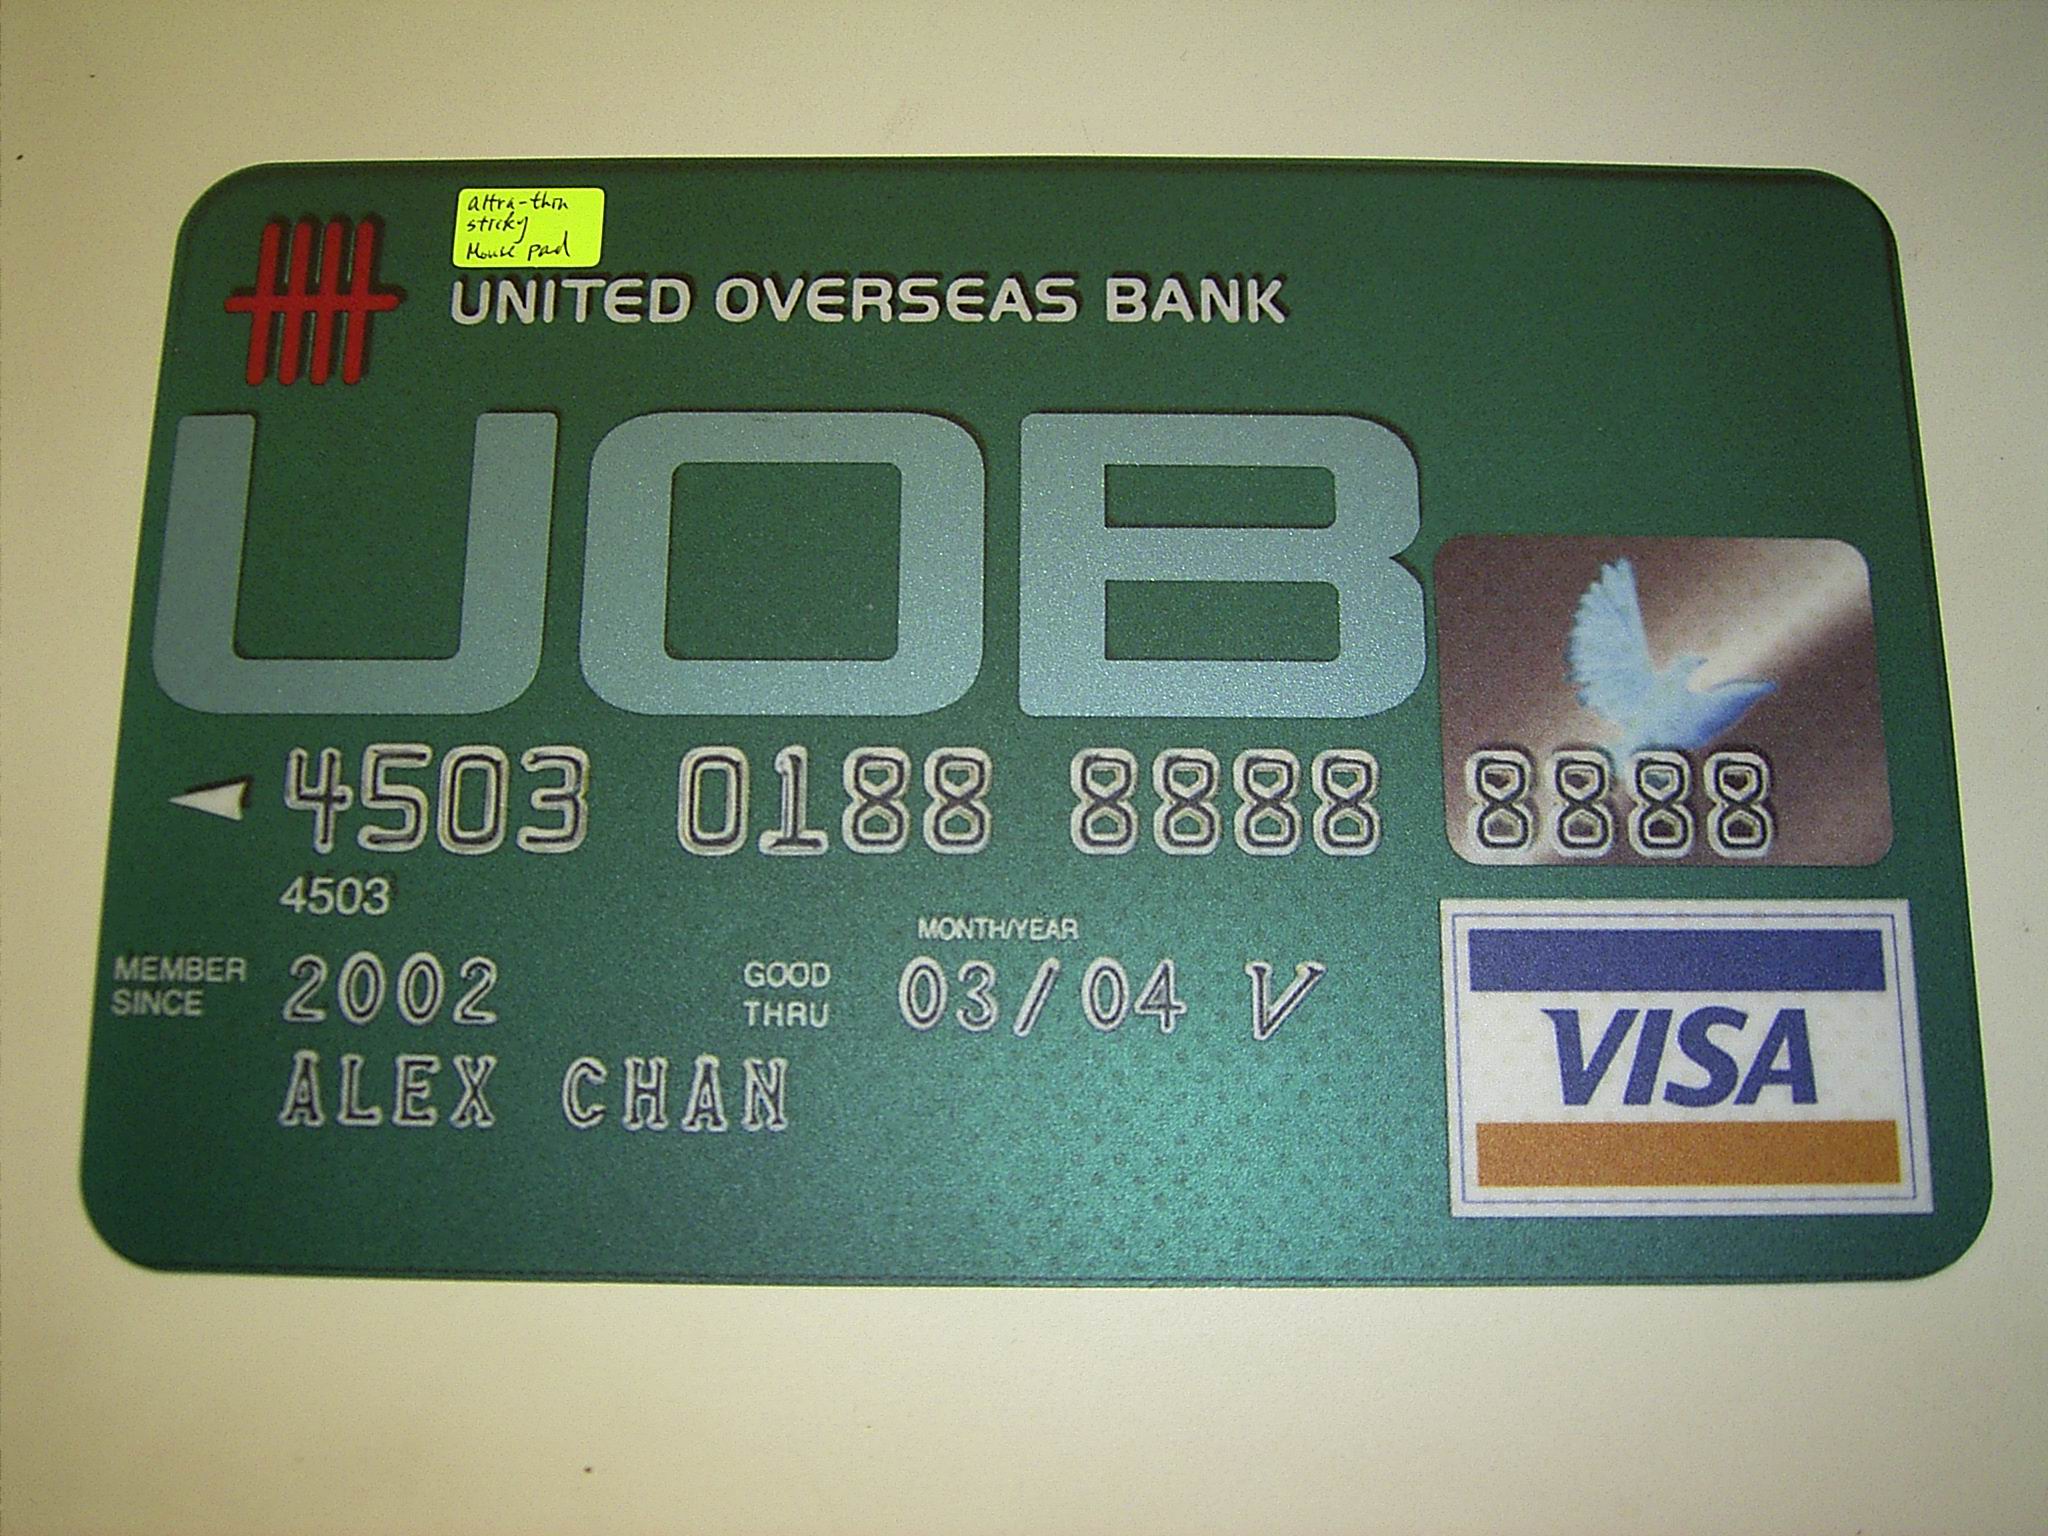 altra-thin
sticky
Mouse pad
UNITED OVERSEAS BANK
UOB
4503 0188 8888 8888
4503
MONTH/YEAR
MEMBER SINCE 2002 GOOD THRU 03/04 V
ALEX CHAN
VISA